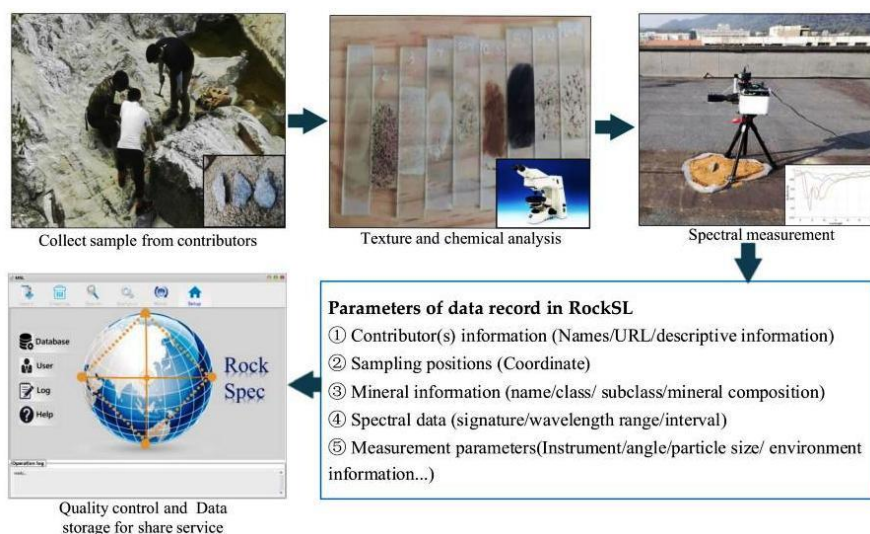 Collect sample from contributors
Texture and chemical analysis
Spectral measurement
Database
User
Log
Help
Setup
Rock
Spec
Operation log
Quality control and Data
storage for share service
Parameters of data record in RockSL
① Contributor(s) information (Names/URL/descriptive information)
② Sampling positions (Coordinate)
③ Mineral information (name/class/ subclass/mineral composition)
④ Spectral data (signature/wavelength range/interval)
⑤ Measurement parameters(Instrument/angle/particle size/ environment
information...)